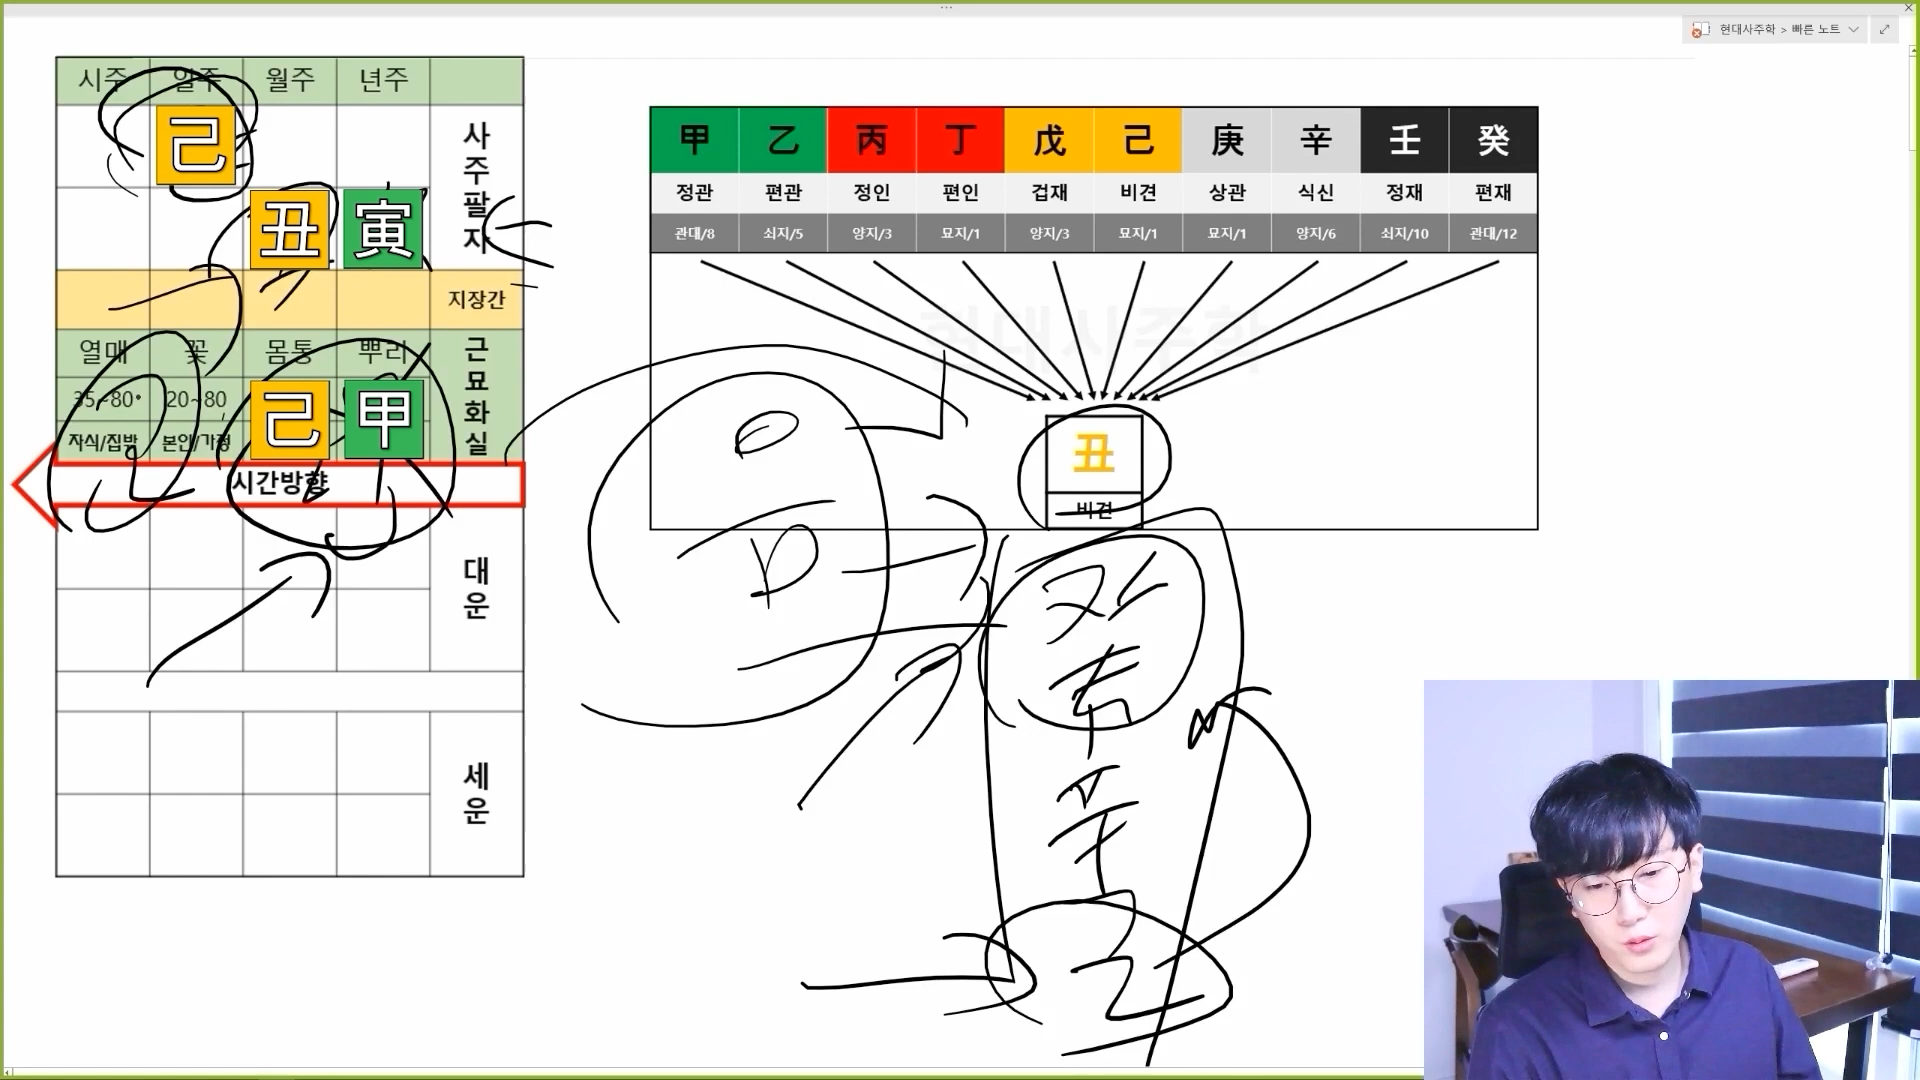 현대사주학 > 빠른 노트
시주 일주 월주 년주
己
사주팔자
丑 寅
지장간
열매 꽃 몸통 뿌리
근묘화실
35~80 20~80
己 甲
자식/집밖 본인/가정
시간방향
대운
세운
甲 乙 丙 丁 戊 己 庚 辛 壬 癸
정관 편관 정인 편인 겁재 비견 상관 식신 정재 편재
관대/8 쇠지/5 양지/3 묘지/1 양지/3 묘지/1 묘지/1 양지/6 쇠지/10 관대/12
현대사주학
丑
비견